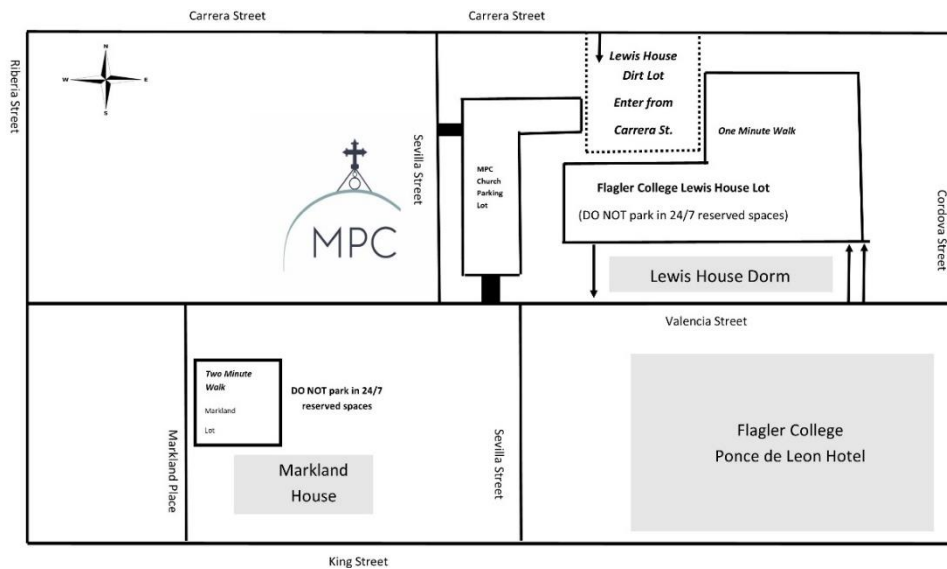 Carrera Street
Carrera Street
Riberia Street
N
W
E
S
Sevilla Street
MPC
MPC
Church
Parking
Lot
Lewis House
Dirt Lot
Enter from
Carrera St.
One Minute Walk
Flagler College Lewis House Lot
(DO NOT park in 24/7 reserved spaces)
Cordova Street
Lewis House Dorm
Valencia Street
Two Minute
Walk
Markland
Lot
DO NOT park in 24/7
reserved spaces
Markland Place
Markland
House
Sevilla Street
Flagler College
Ponce de Leon Hotel
King Street